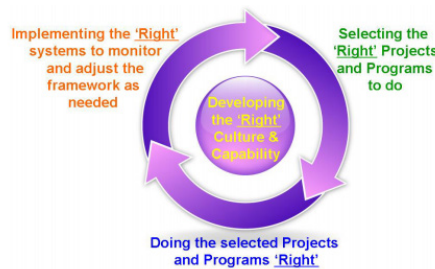 Implementing the 'Right'
systems to monitor
and adjust the
framework as
needed
Selecting the
'Right' Projects
and Programs
to do
Developing
the 'Right'
Culture &
Capability
Doing the selected Projects
and Programs 'Right'